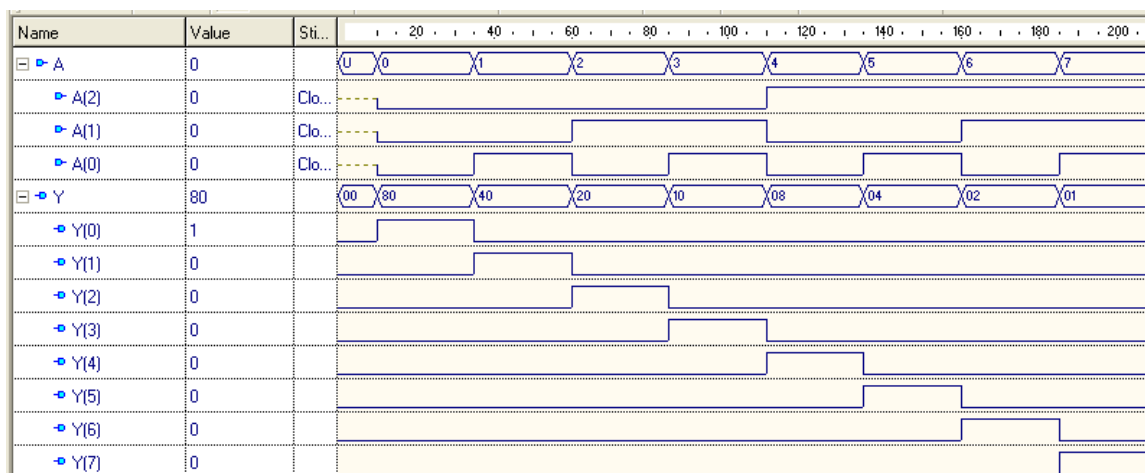 Name Value Sti... 20 40 60 80 100 120 140 160 180 200
A 0 U 0 1 2 3 4 5 6 7
A(2) 0 Clo...
A(1) 0 Clo...
A(0) 0 Clo...
Y 80 00 80 40 20 10 08 04 02 01
Y(0) 1
Y(1) 0
Y(2) 0
Y(3) 0
Y(4) 0
Y(5) 0
Y(6) 0
Y(7) 0